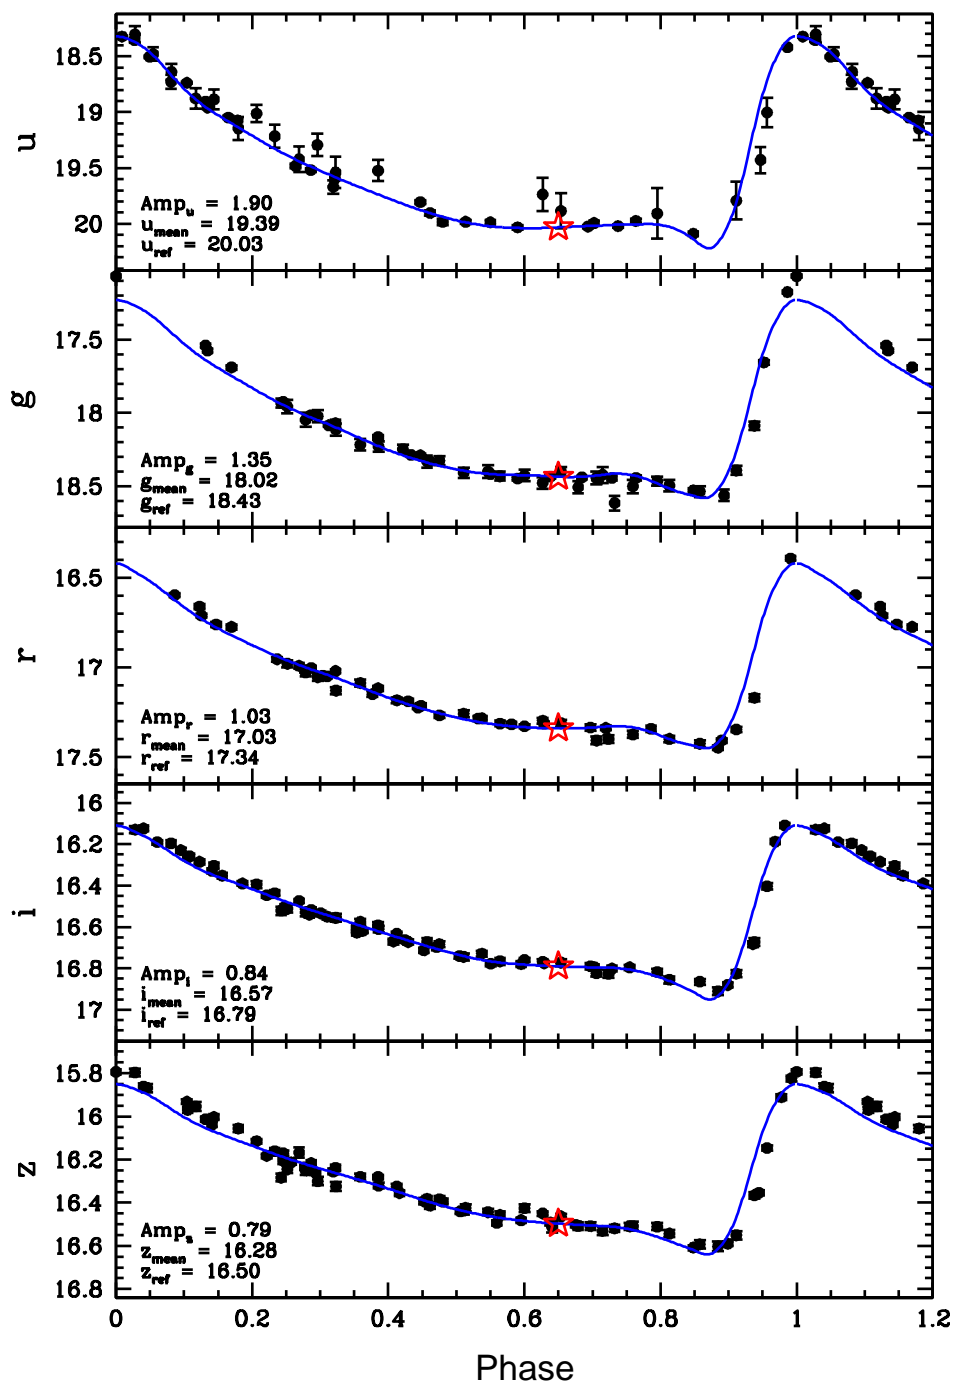 18.5
19
19.5
20
u
Amp_u = 1.90
u_mean = 19.39
u_ref = 20.03
17.5
18
18.5
g
Amp_g = 1.35
g_mean = 18.02
g_ref = 18.43
16.5
17
17.5
r
Amp_r = 1.03
r_mean = 17.03
r_ref = 17.34
16
16.2
16.4
16.6
16.8
17
i
Amp_i = 0.84
i_mean = 16.57
i_ref = 16.79
15.8
16
16.2
16.4
16.6
16.8
z
Amp_z = 0.79
z_mean = 16.28
z_ref = 16.50
0 0.2 0.4 0.6 0.8 1 1.2
Phase